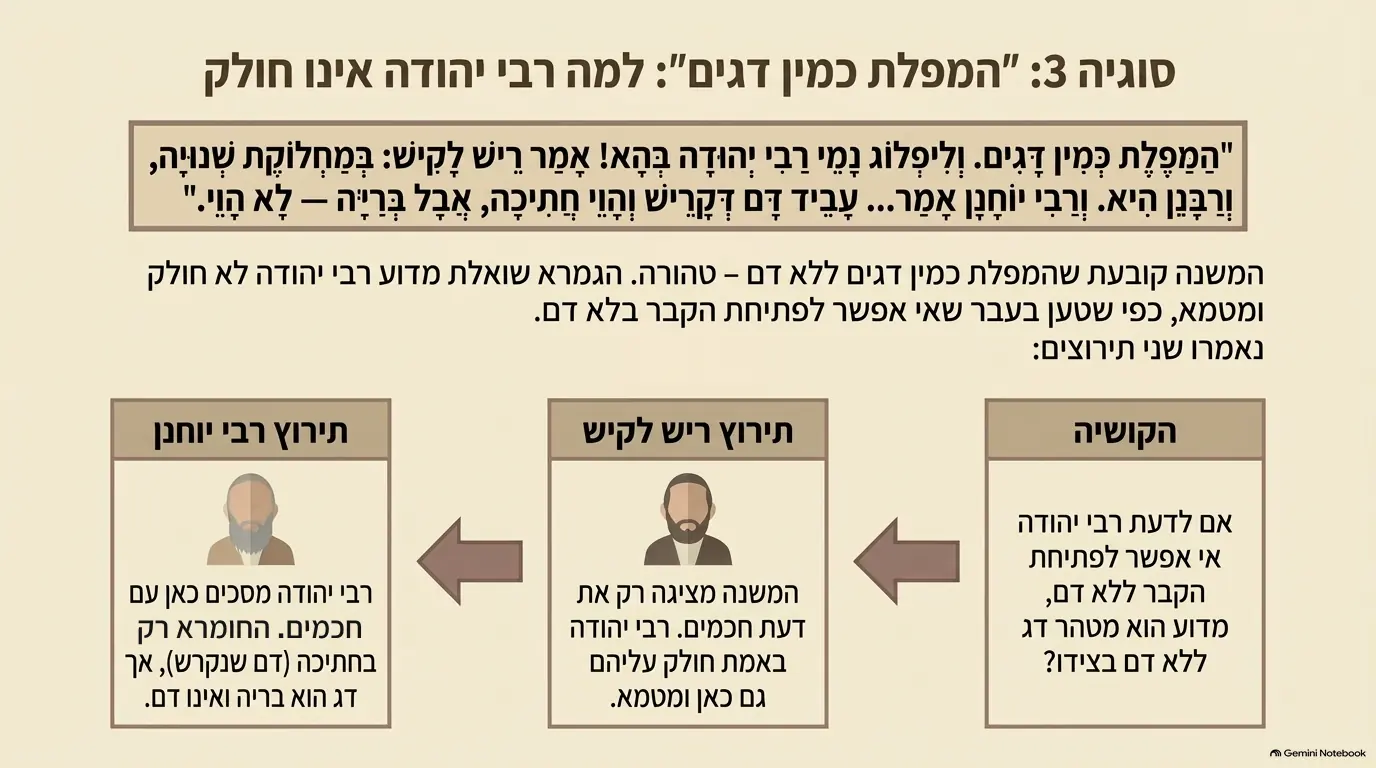 סוגיה 3: "המפלת כמין דגים": למה רבי יהודה אינו חולק
"הַמַּפֶּלֶת כְּמִין דָּגִים. וְלִיפְלוֹג נָמֵי רַבִּי יְהוּדָה בְּהָא! אָמַר רֵישׁ לָקִישׁ: בְּמַחְלוֹקֶת שְׁנוּיָה,
וְרַבָּנַן הִיא. וְרַבִּי יוֹחָנָן אָמַר... עָבֵיד דָּם דְּקָרֵישׁ וְהָוֵי חֲתִיכָה, אֲבָל בְּרִיָּה — לָא הָוֵי."
המשנה קובעת שהמפלת כמין דגים ללא דם – טהורה. הגמרא שואלת מדוע רבי יהודה לא חולק
ומטמא, כפי שטען בעבר שאי אפשר לפתיחת הקבר בלא דם.
נאמרו שני תירוצים:
הקושיה
אם לדעת רבי יהודה
אי אפשר לפתיחת
הקבר ללא דם,
מדוע הוא מטהר דג
ללא דם בצידו?
תירוץ ריש לקיש
המשנה מציגה רק את
דעת חכמים. רבי יהודה
באמת חולק עליהם
גם כאן ומטמא.
תירוץ רבי יוחנן
רבי יהודה מסכים כאן עם
חכמים. החומרא רק
בחתיכה (דם שנקרש), אך
דג הוא בריה ואינו דם.
Gemini Notebook